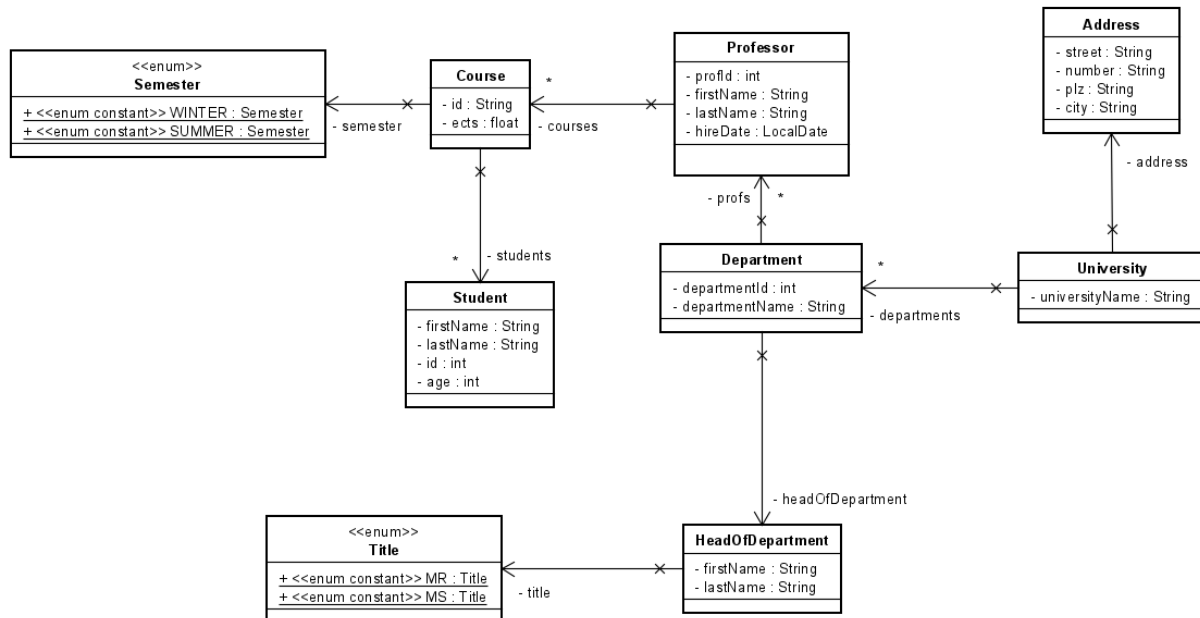 <<enum>>
Semester
+ <<enum constant>> WINTER : Semester
+ <<enum constant>> SUMMER : Semester
- semester
Course
- id : String
- ects : float
*
- courses
Professor
- profId : int
- firstName : String
- lastName : String
- hireDate : LocalDate
Address
- street : String
- number : String
- plz : String
- city : String
- address
- profs
*
* - students
Student
- firstName : String
- lastName : String
- id : int
- age : int
Department
- departmentId : int
- departmentName : String
*
- departments
University
- universityName : String
- headOfDepartment
<<enum>>
Title
+ <<enum constant>> MR : Title
+ <<enum constant>> MS : Title
- title
HeadOfDepartment
- firstName : String
- lastName : String